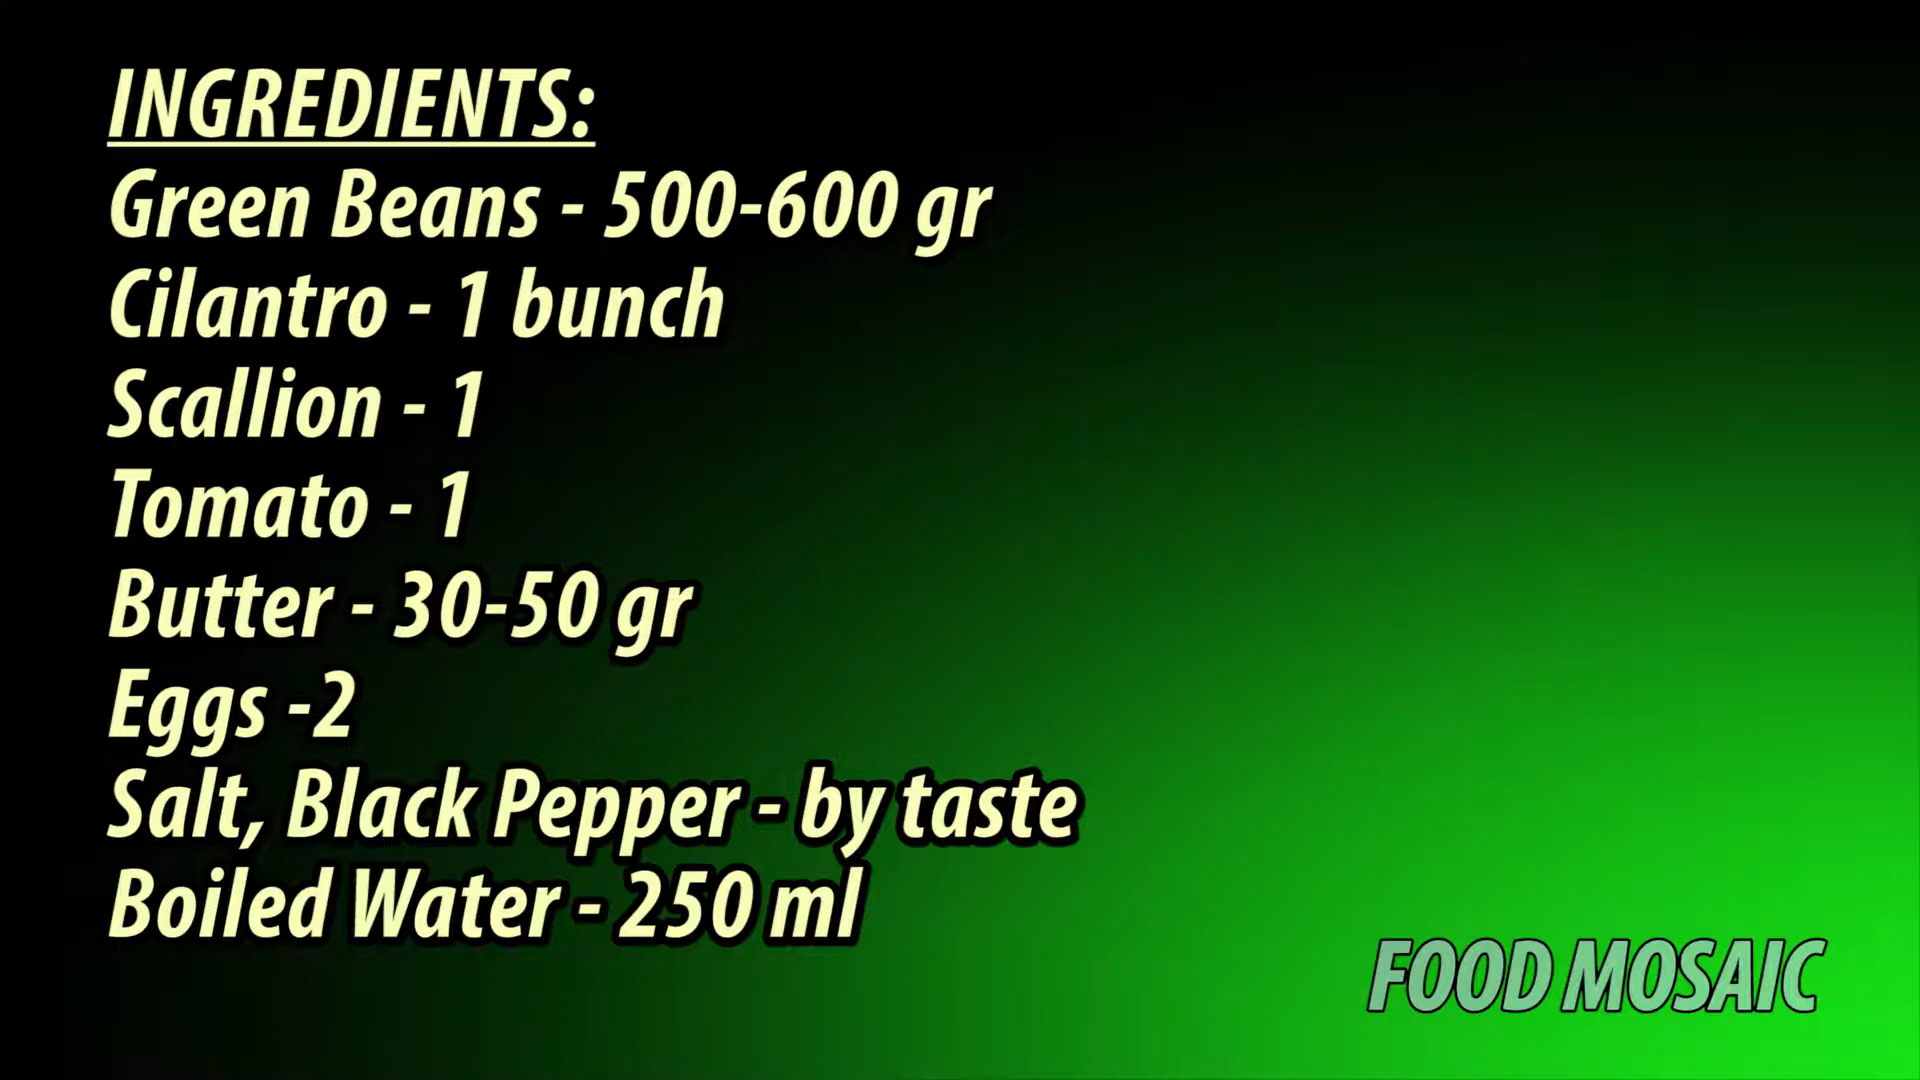 INGREDIENTS:
Green Beans - 500-600 gr
Cilantro - 1 bunch
Scallion - 1
Tomato - 1
Butter - 30-50 gr
Eggs -2
Salt, Black Pepper - by taste
Boiled Water - 250 ml
FOOD MOSAIC